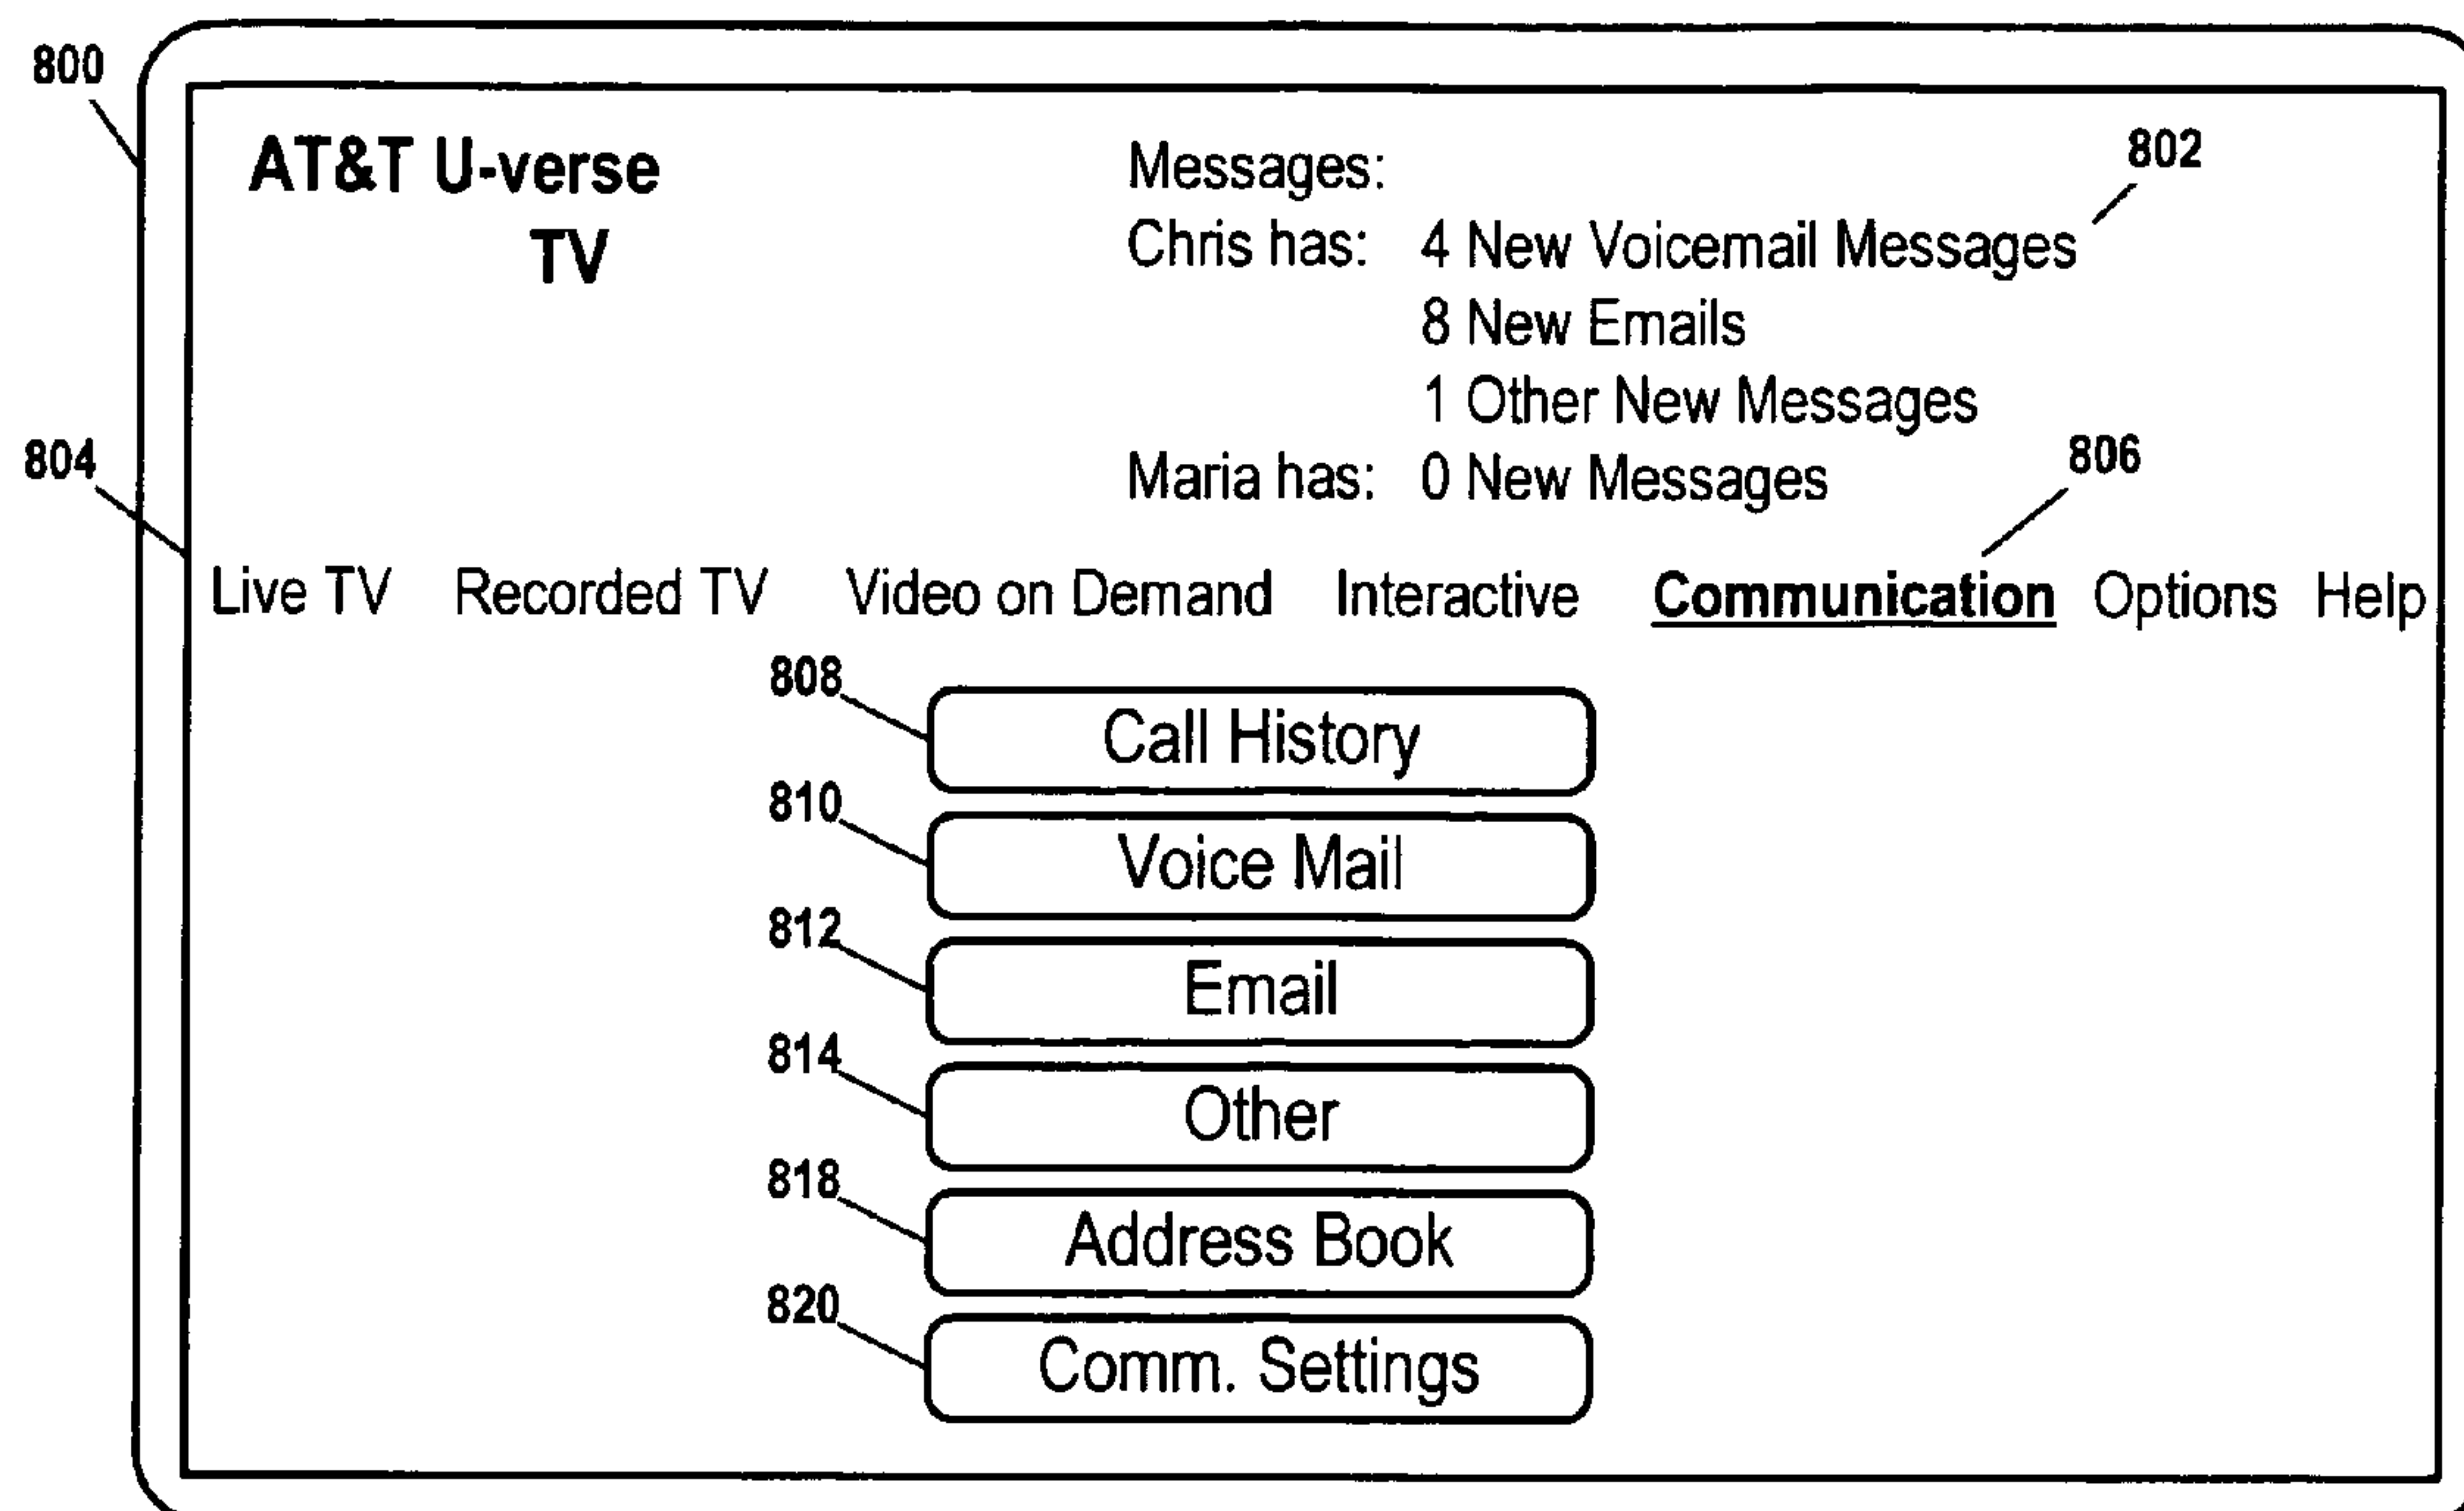 800
AT&T U-verse
TV
Messages:
802
Chris has: 4 New Voicemail Messages
8 New Emails
1 Other New Messages
804
Maria has: 0 New Messages
806
Live TV Recorded TV Video on Demand Interactive Communication Options Help
808
Call History
810
Voice Mail
812
Email
814
Other
818
Address Book
820
Comm. Settings